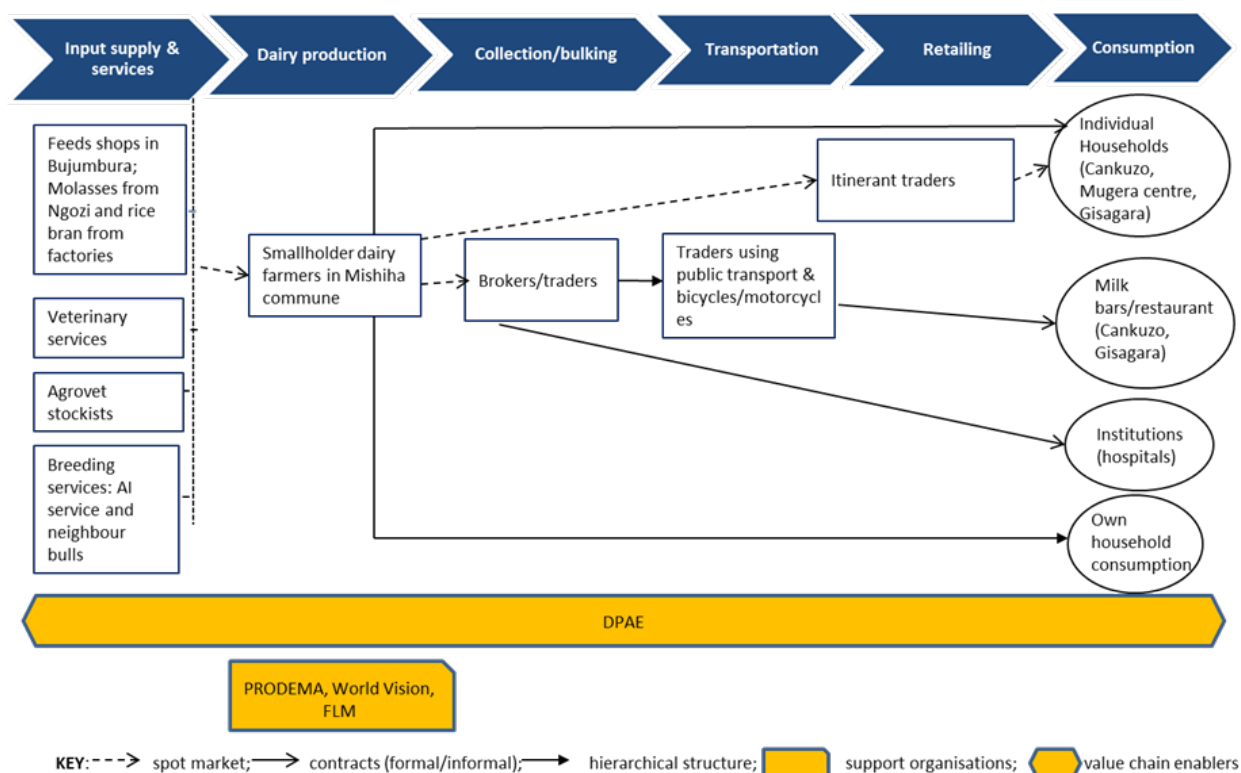 Input supply &
services
Dairy production
Collection/bulking
Transportation
Retailing
Consumption
Feeds shops in
Bujumbura;
Molasses from
Ngozi and rice
bran from
factories
Veterinary
services
Agrovet
stockists
Breeding
services: AI
service and
neighbour
bulls
Smallholder dairy
farmers in Mishiha
commune
Brokers/traders
Traders using
public transport &
bicycles/motorcycl
es
Itinerant traders
Individual
Households
(Cankuzo,
Mugera centre,
Gisagara)
Milk
bars/restaurant
(Cankuzo,
Gisagara)
Institutions
(hospitals)
Own
household
consumption
DPAE
PRODEMA, World Vision,
FLM
KEY: spot market; contracts (formal/informal); hierarchical structure; support organisations; value chain enablers